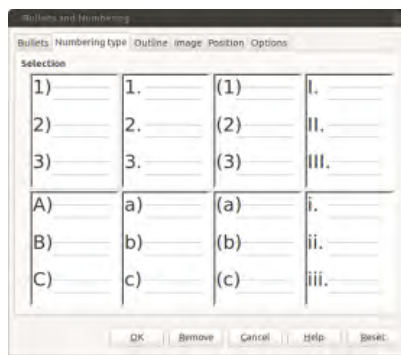 Bullets and Numbering
Bullets Numbering type Outline Image Position Options
Selection
1) 1. (1) I.
2) 2. (2) II.
3) 3. (3) III.
A) a) (a) i.
B) b) (b) ii.
C) c) (c) iii.
OK Remove Cancel Help Reset